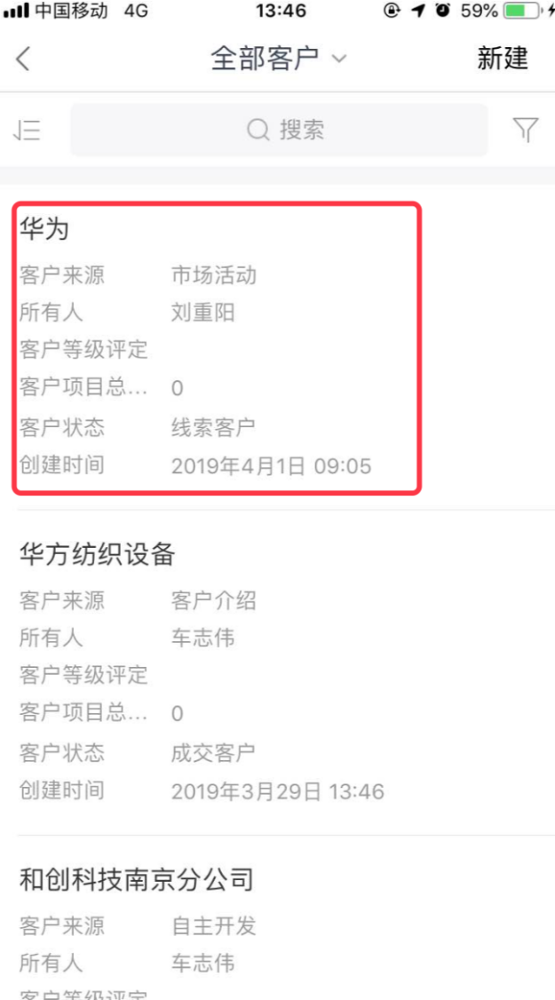 中国移动 4G 13:46 59%
全部客户 新建
搜索
华为
客户来源 市场活动
所有人 刘重阳
客户等级评定
客户项目总... 0
客户状态 线索客户
创建时间 2019年4月1日 09:05
华方纺织设备
客户来源 客户介绍
所有人 车志伟
客户等级评定
客户项目总... 0
客户状态 成交客户
创建时间 2019年3月29日 13:46
和创科技南京分公司
客户来源 自主开发
所有人 车志伟
客户等级评定